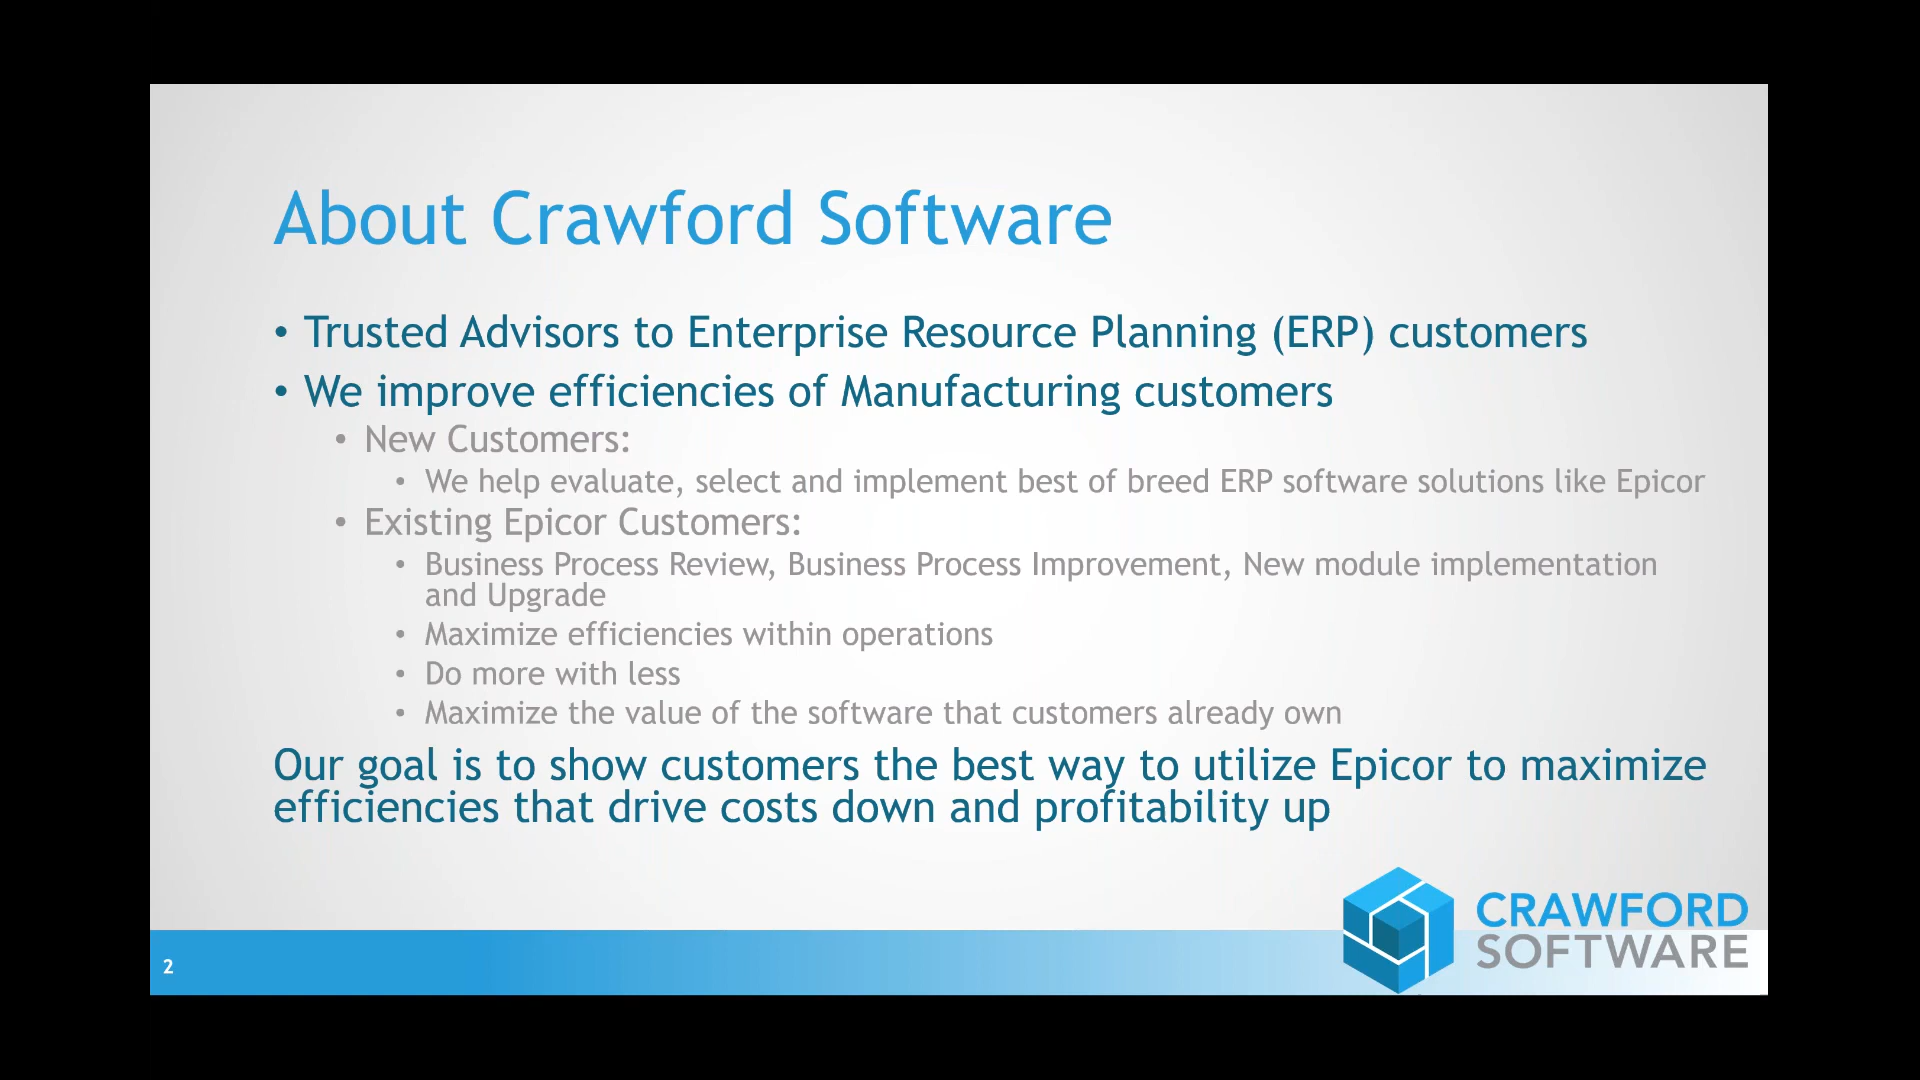 About Crawford Software
• Trusted Advisors to Enterprise Resource Planning (ERP) customers
• We improve efficiencies of Manufacturing customers
• New Customers:
• We help evaluate, select and implement best of breed ERP software solutions like Epicor
• Existing Epicor Customers:
• Business Process Review, Business Process Improvement, New module implementation
and Upgrade
• Maximize efficiencies within operations
• Do more with less
• Maximize the value of the software that customers already own
Our goal is to show customers the best way to utilize Epicor to maximize
efficiencies that drive costs down and profitability up
CRAWFORD
SOFTWARE
2